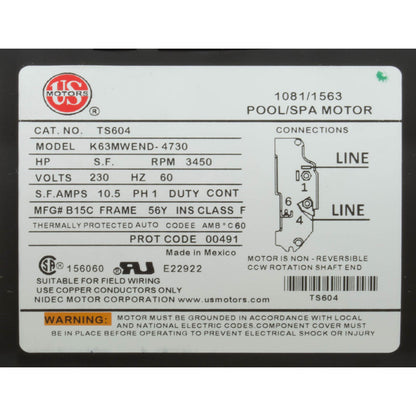 US
MOTORS
1081/1563
POOL/SPA MOTOR
CAT. NO. TS604
MODEL K63MWEND-4730
HP S.F. RPM 3450
VOLTS 230 HZ 60
S.F.AMPS 10.5 PH 1 DUTY CONT
MFG# B15C FRAME 56Y INS CLASS F
THERMALLY PROTECTED AUTO CODEE AMB °C 60
PROT CODE 00491
Made in Mexico
156060 E22922
SUITABLE FOR FIELD WIRING
USE COPPER CONDUCTORS ONLY
NIDEC MOTOR CORPORATION www.usmotors.com
CONNECTIONS
LINE
1
6
4
LINE
MOTOR IS NON - REVERSIBLE
CCW ROTATION SHAFT END
TS604
WARNING: MOTOR MUST BE GROUNDED IN ACCORDANCE WITH LOCAL
AND NATIONAL ELECTRIC CODES. COMPONENT COVER MUST
BE IN PLACE BEFORE OPERATING TO PREVENT ELECTRICAL SHOCK OR INJURY